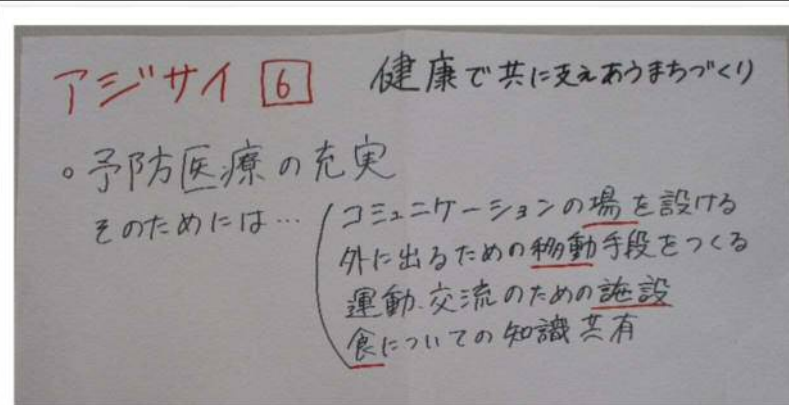 アジサイ 6 健康で共に支えあうまちづくり
。予防医療の充実
そのためには… コミュニケーションの場を設ける
外に出るための移動手段をつくる
運動、交流のための施設
食についての知識共有